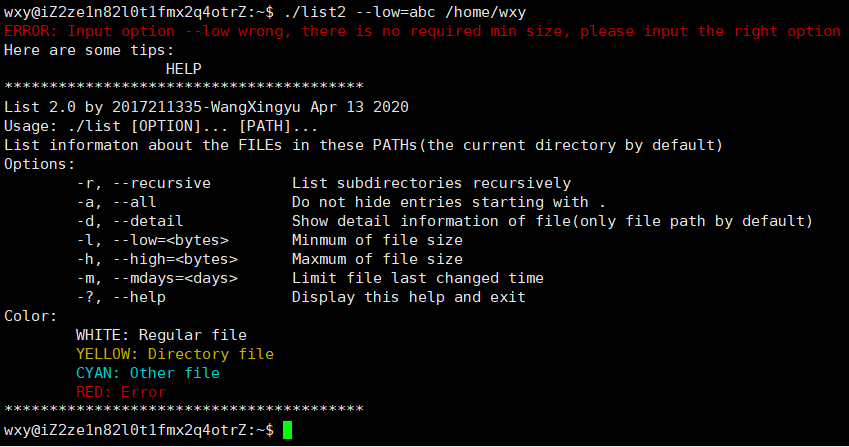 wxy@iZ2ze1n82l0t1fmx2q4otrZ:~$ ./list2 --low=abc /home/wxy
ERROR: Input option --low wrong, there is no required min size, please input the right option
Here are some tips:
HELP
****************************************
List 2.0 by 2017211335-WangXingyu Apr 13 2020
Usage: ./list [OPTION]... [PATH]...
List informaton about the FILEs in these PATHs(the current directory by default)
Options:
-r, --recursive List subdirectories recursively
-a, --all Do not hide entries starting with .
-d, --detail Show detail information of file(only file path by default)
-l, --low=<bytes> Minmum of file size
-h, --high=<bytes> Maxmum of file size
-m, --mdays=<days> Limit file last changed time
-?, --help Display this help and exit
Color:
WHITE: Regular file
YELLOW: Directory file
CYAN: Other file
RED: Error
****************************************
wxy@iZ2ze1n82l0t1fmx2q4otrZ:~$